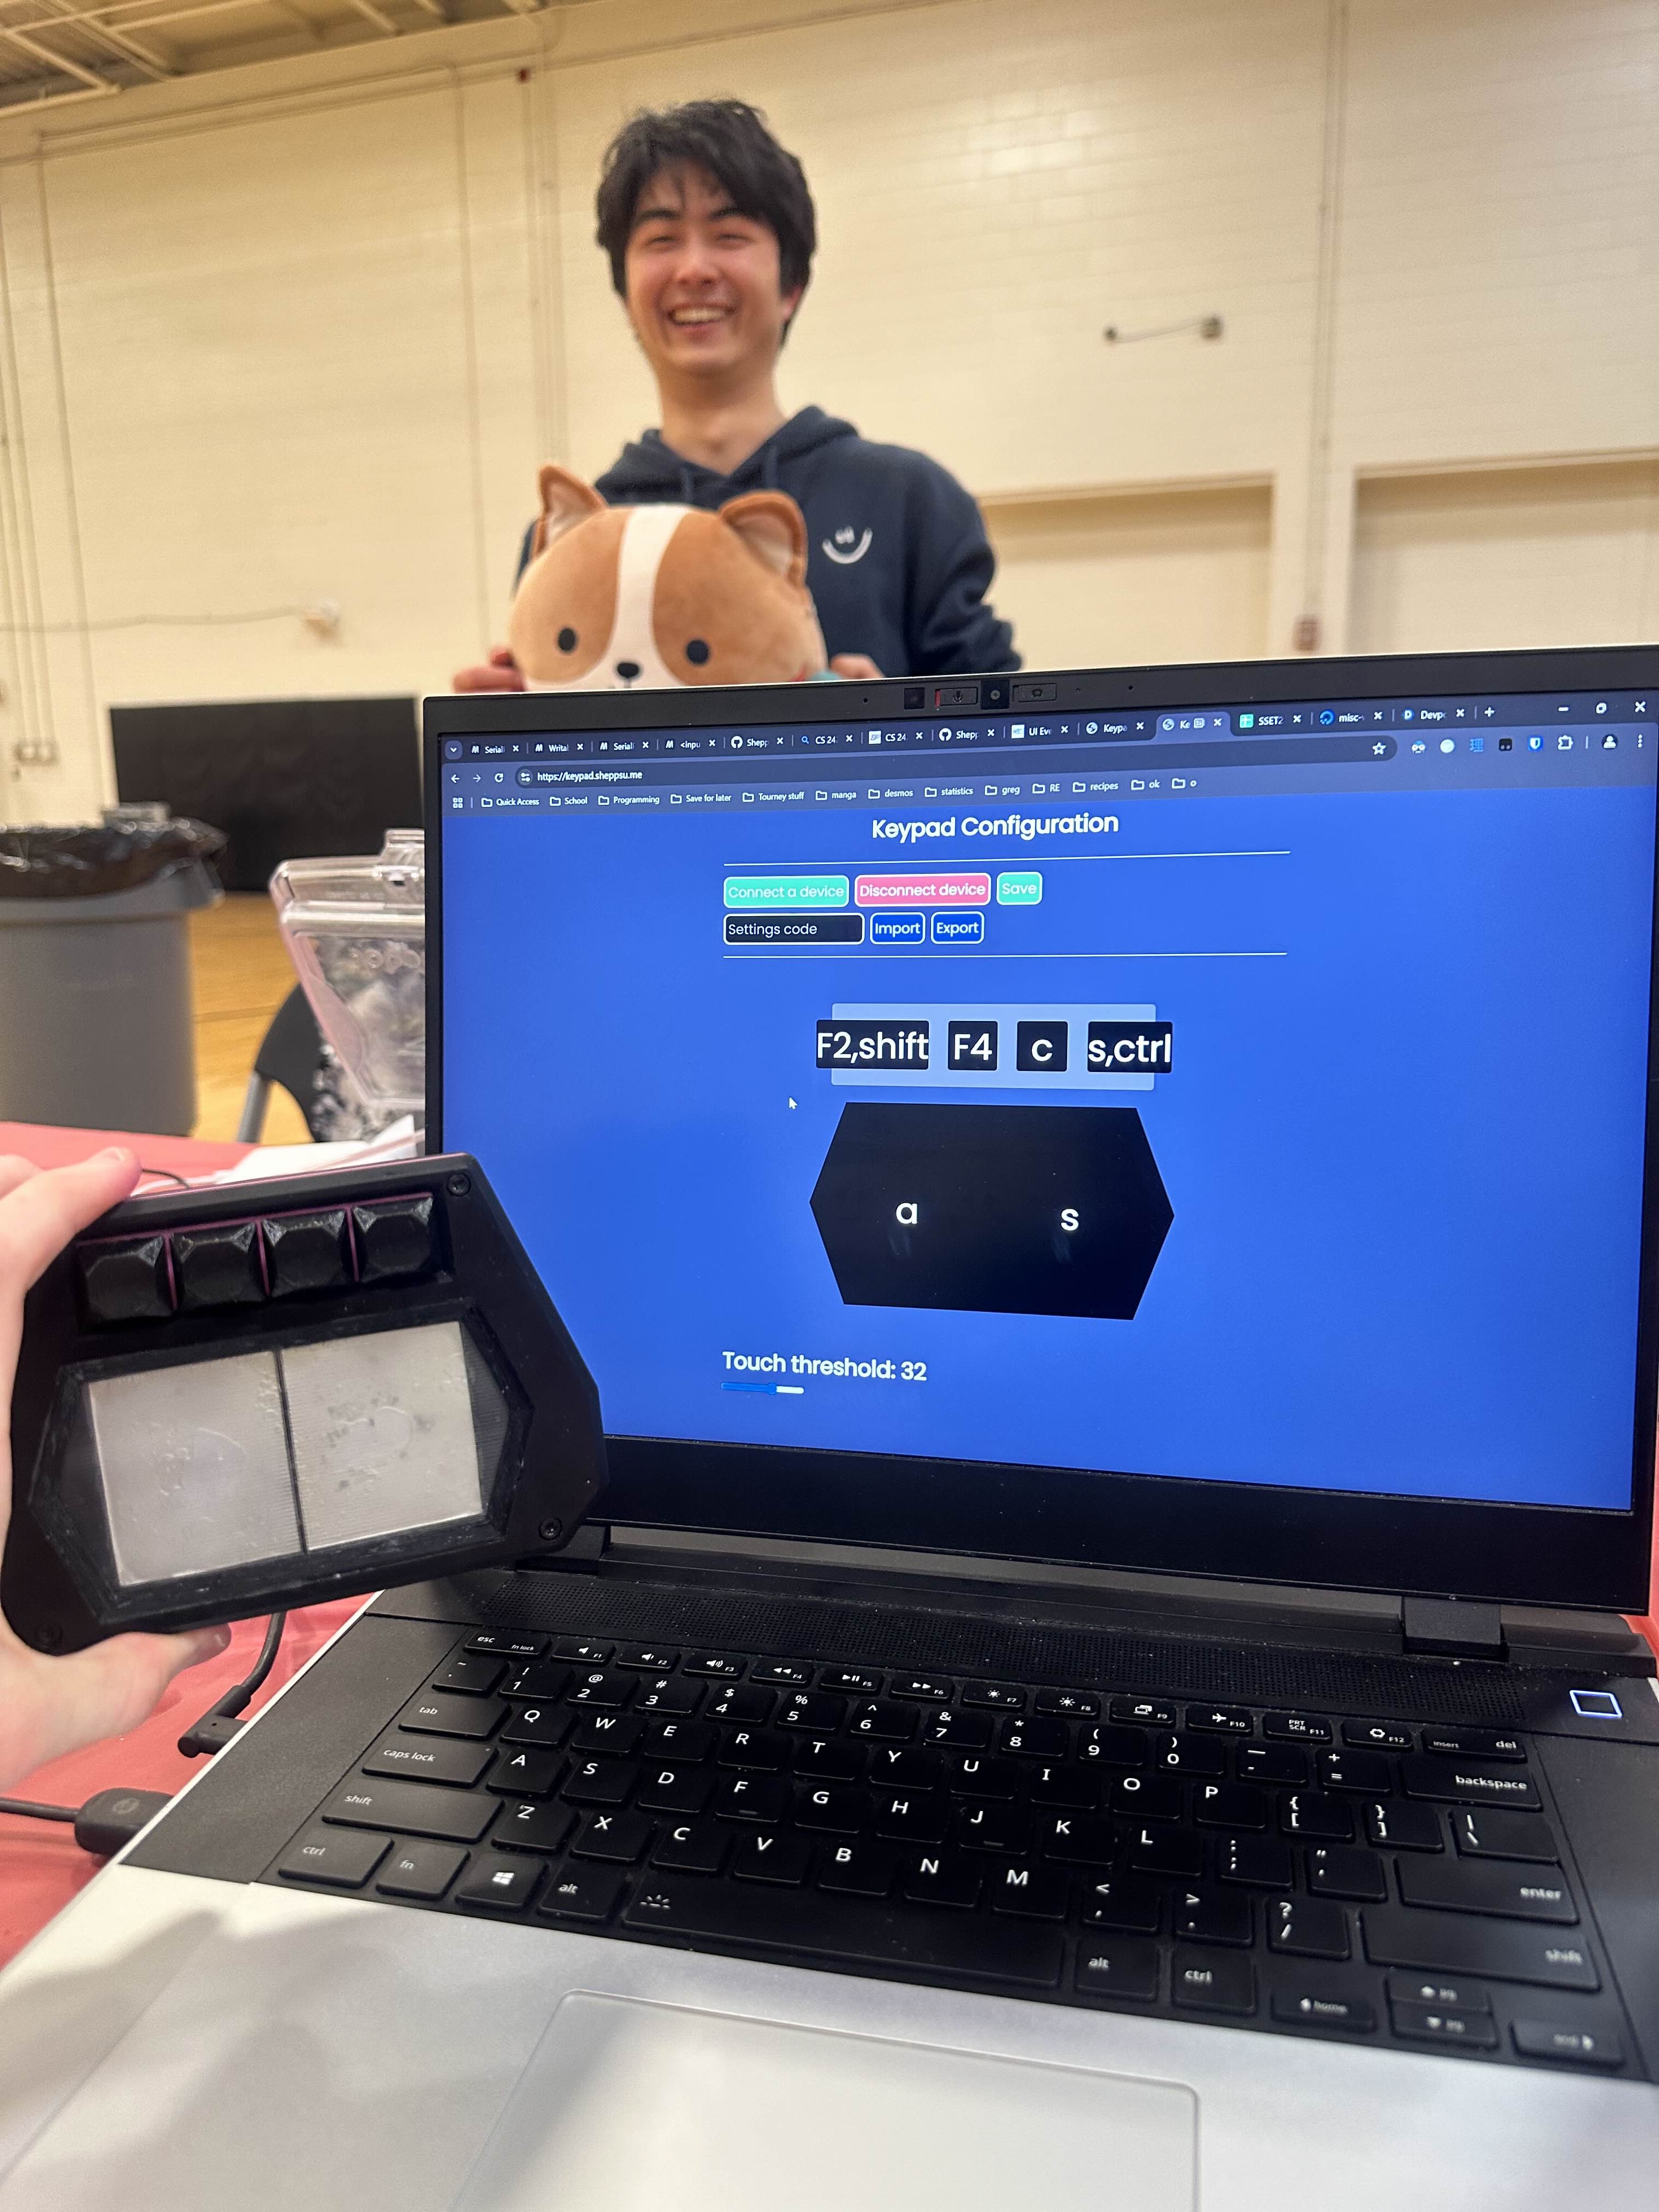 Seriali
Writal
Seriali
<inpu
Shepp
CS 24
CS 24
Shepp
UI Eve
Keypa
Ke
SSET2
misc-
Devpo
https://keypad.sheppsu.me
Quick Access
School
Programming
Save for later
Tourney stuff
manga
desmos
statistics
greg
RE
recipes
ok
o
Keypad Configuration
Connect a device Disconnect device Save
Settings code Import Export
F2,shift F4 c s,ctrl
a s
Touch threshold: 32
esc fn lock F1 F2 F3 F4 F5 F6 F7 F8 F9 F10 PRT SCR F11 F12 insert del
~ ! 1 @ 2 # 3 $ 4 % 5 ^ 6 & 7 * 8 ( 9 ) 0 — - + = backspace
tab Q W E R T Y U I O P { [ } ] | \
caps lock A S D F G H J K L : ; " ' enter
shift Z X C V B N M < , > . ? / shift
ctrl fn alt alt ctrl home pg pg end